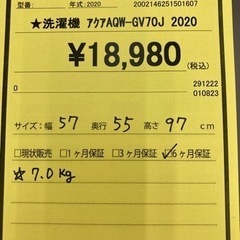 型番: 年式:2020 2002146251501607
★洗濯機 アクアAQW-GV70J 2020
¥18,980
(税込)
0 291222
0 010823
サイズ:幅 57 奥行 55 高さ 97 cm
□現状販売 □1ヶ月保証 □3ヶ月保証 ☑6ヶ月保証
☆ 7.0kg